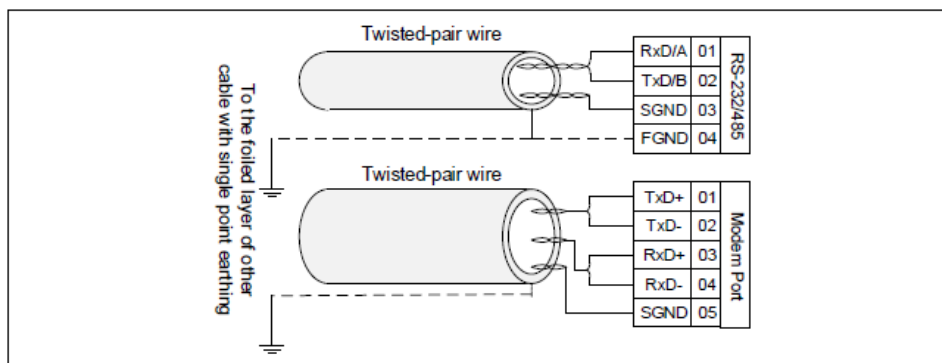 Twisted-pair wire
RxD/A 01
TxD/B 02
SGND 03
FGND 04
RS-232/485
To the foiled layer of other
cable with single point earthing
Twisted-pair wire
TxD+ 01
TxD- 02
RxD+ 03
RxD- 04
SGND 05
Modem Port